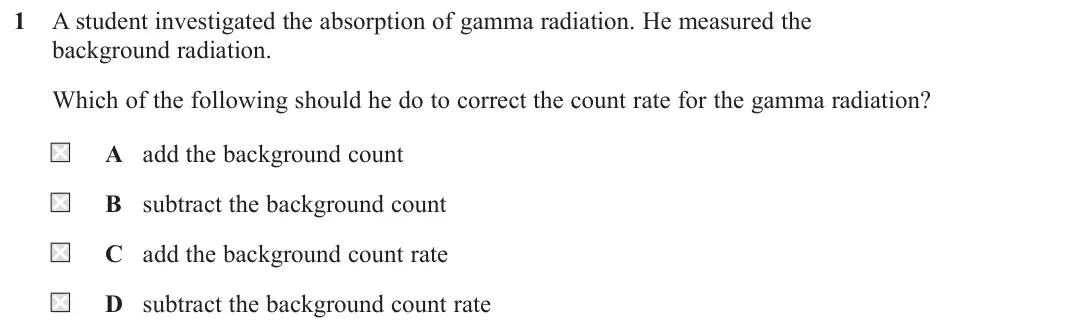 1 A student investigated the absorption of gamma radiation. He measured the
background radiation.
Which of the following should he do to correct the count rate for the gamma radiation?
A add the background count
B subtract the background count
C add the background count rate
D subtract the background count rate